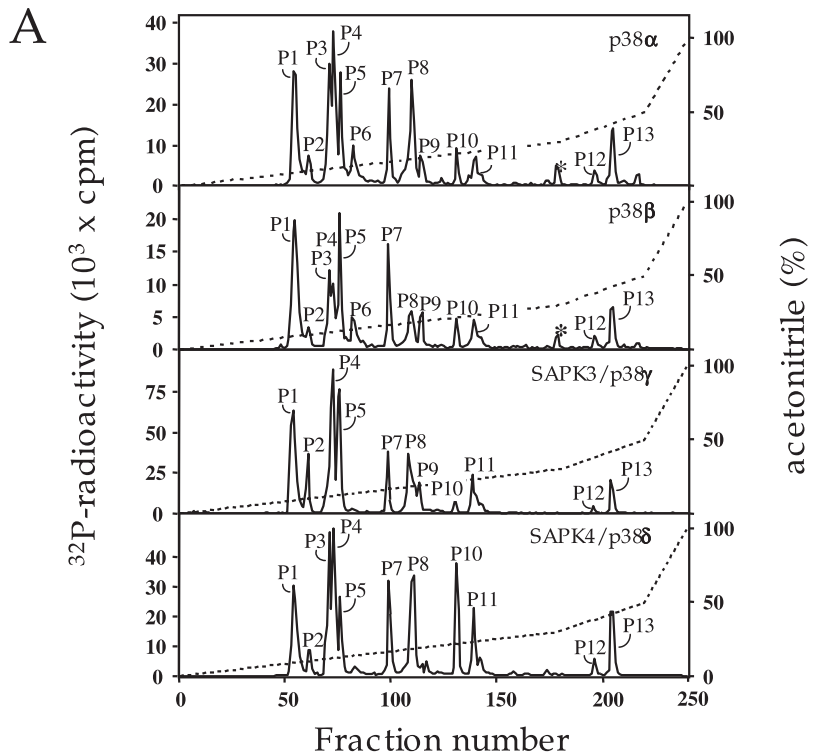 A
³²P-radioactivity (10³ x cpm)
acetonitrile (%)
p38α
40
30
20
10
0
100
50
0
P1
P2
P3
P4
P5
P6
P7
P8
P9
P10
P11
*
P12
P13
p38β
20
15
10
5
0
100
50
0
P1
P2
P4
P3
P5
P6
P7
P8
P9
P10
P11
*
P12
P13
SAPK3/p38γ
75
50
25
0
100
50
0
P1
P2
P4
P5
P7
P8
P9
P10
P11
P12
P13
SAPK4/p38δ
40
30
20
10
0
100
50
0
P1
P2
P3
P4
P5
P7
P8
P10
P11
P12
P13
0 50 100 150 200 250
Fraction number